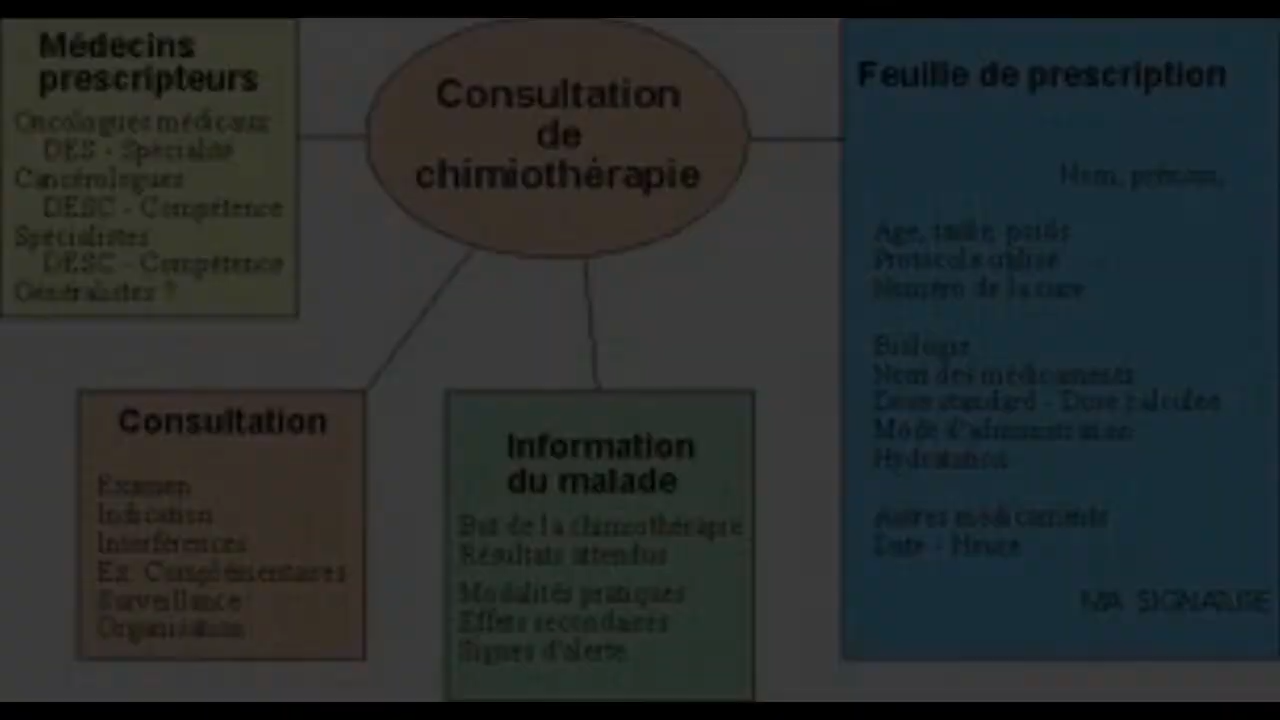 Médecins
prescripteurs
Oncologues médicaux
DES - Spécialité
Cancérologues
DESC - Compétence
Spécialistes
DESC - Compétence
Généralistes ?
Consultation
de
chimiothérapie
Feuille de prescription
Nom, prénom,
Age, taille, poids
Protocole utilisé
Numéro de la cure
Biologie
Nom des médicaments
Dose standard - Dose calculée
Mode d'administration
Hydratation
Autres médicaments
Date - Heure
MA SIGNATURE
Consultation
Examen
Indication
Interférences
Ex. Complémentaires
Surveillance
Organisation
Information
du malade
But de la chimiothérapie
Résultats attendus
Modalités pratiques
Effets secondaires
Signes d'alerte